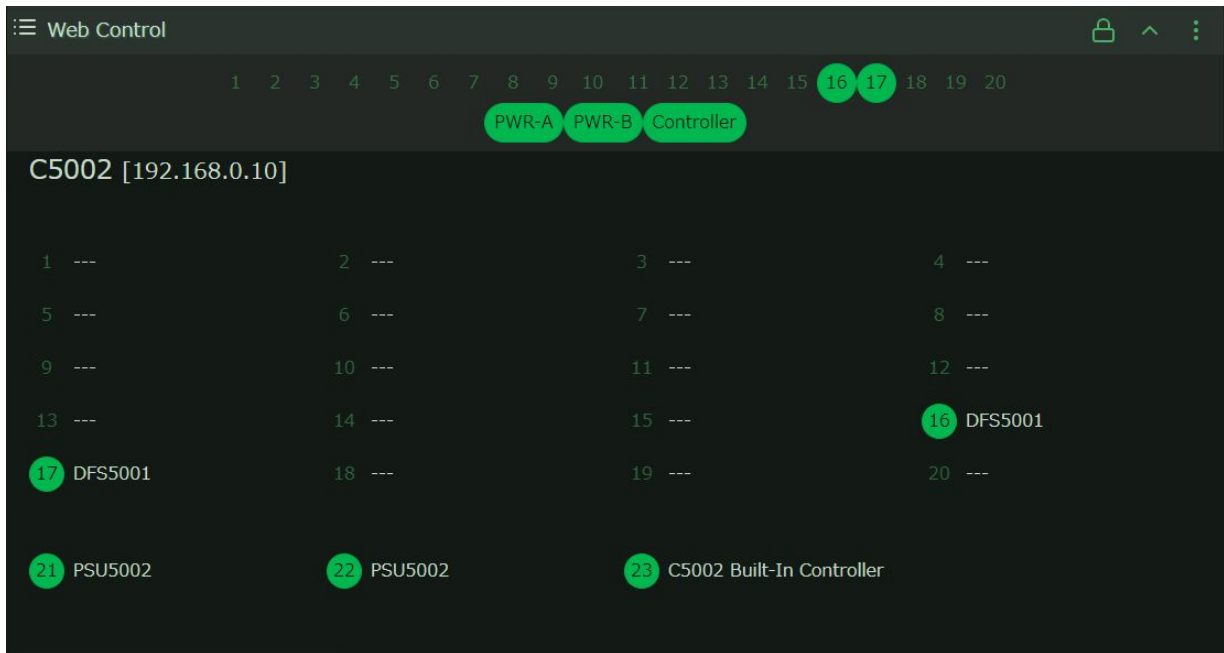 Web Control
1 2 3 4 5 6 7 8 9 10 11 12 13 14 15 16 17 18 19 20
PWR-A PWR-B Controller
C5002 [192.168.0.10]
1 --- 2 --- 3 --- 4 ---
5 --- 6 --- 7 --- 8 ---
9 --- 10 --- 11 --- 12 ---
13 --- 14 --- 15 --- 16 DFS5001
17 DFS5001 18 --- 19 --- 20 ---
21 PSU5002 22 PSU5002 23 C5002 Built-In Controller